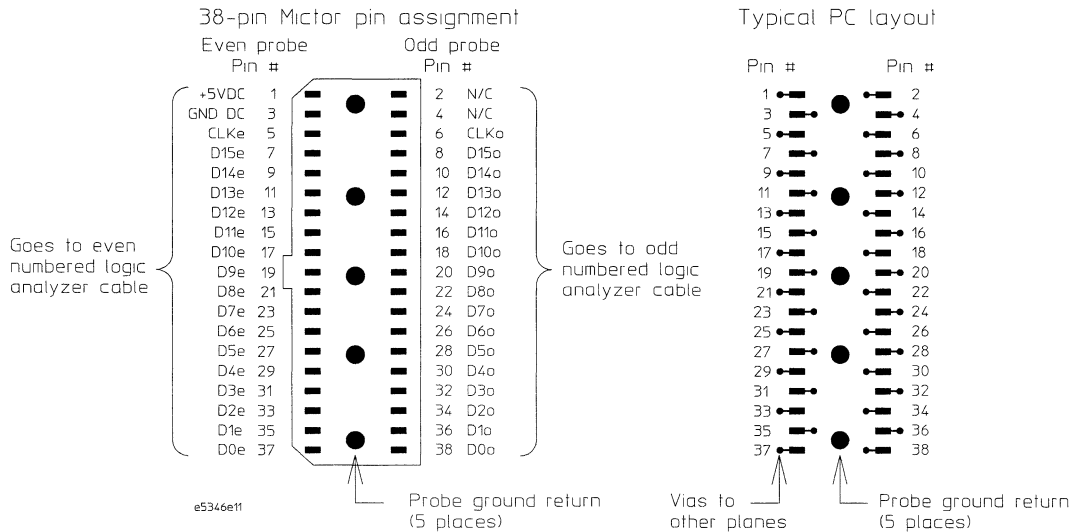 38-pin Mictor pin assignment
Even probe Odd probe
Pin # Pin #
+5VDC 1 2 N/C
GND DC 3 4 N/C
CLKe 5 6 CLKo
D15e 7 8 D15o
D14e 9 10 D14o
D13e 11 12 D13o
D12e 13 14 D12o
D11e 15 16 D11o
D10e 17 18 D10o
D9e 19 20 D9o
D8e 21 22 D8o
D7e 23 24 D7o
D6e 25 26 D6o
D5e 27 28 D5o
D4e 29 30 D4o
D3e 31 32 D3o
D2e 33 34 D2o
D1e 35 36 D1o
D0e 37 38 D0o
Goes to even
numbered logic
analyzer cable
Goes to odd
numbered logic
analyzer cable
e5346e11
Probe ground return
(5 places)
Typical PC layout
Pin # Pin #
1 2
3 4
5 6
7 8
9 10
11 12
13 14
15 16
17 18
19 20
21 22
23 24
25 26
27 28
29 30
31 32
33 34
35 36
37 38
Vias to
other planes
Probe ground return
(5 places)